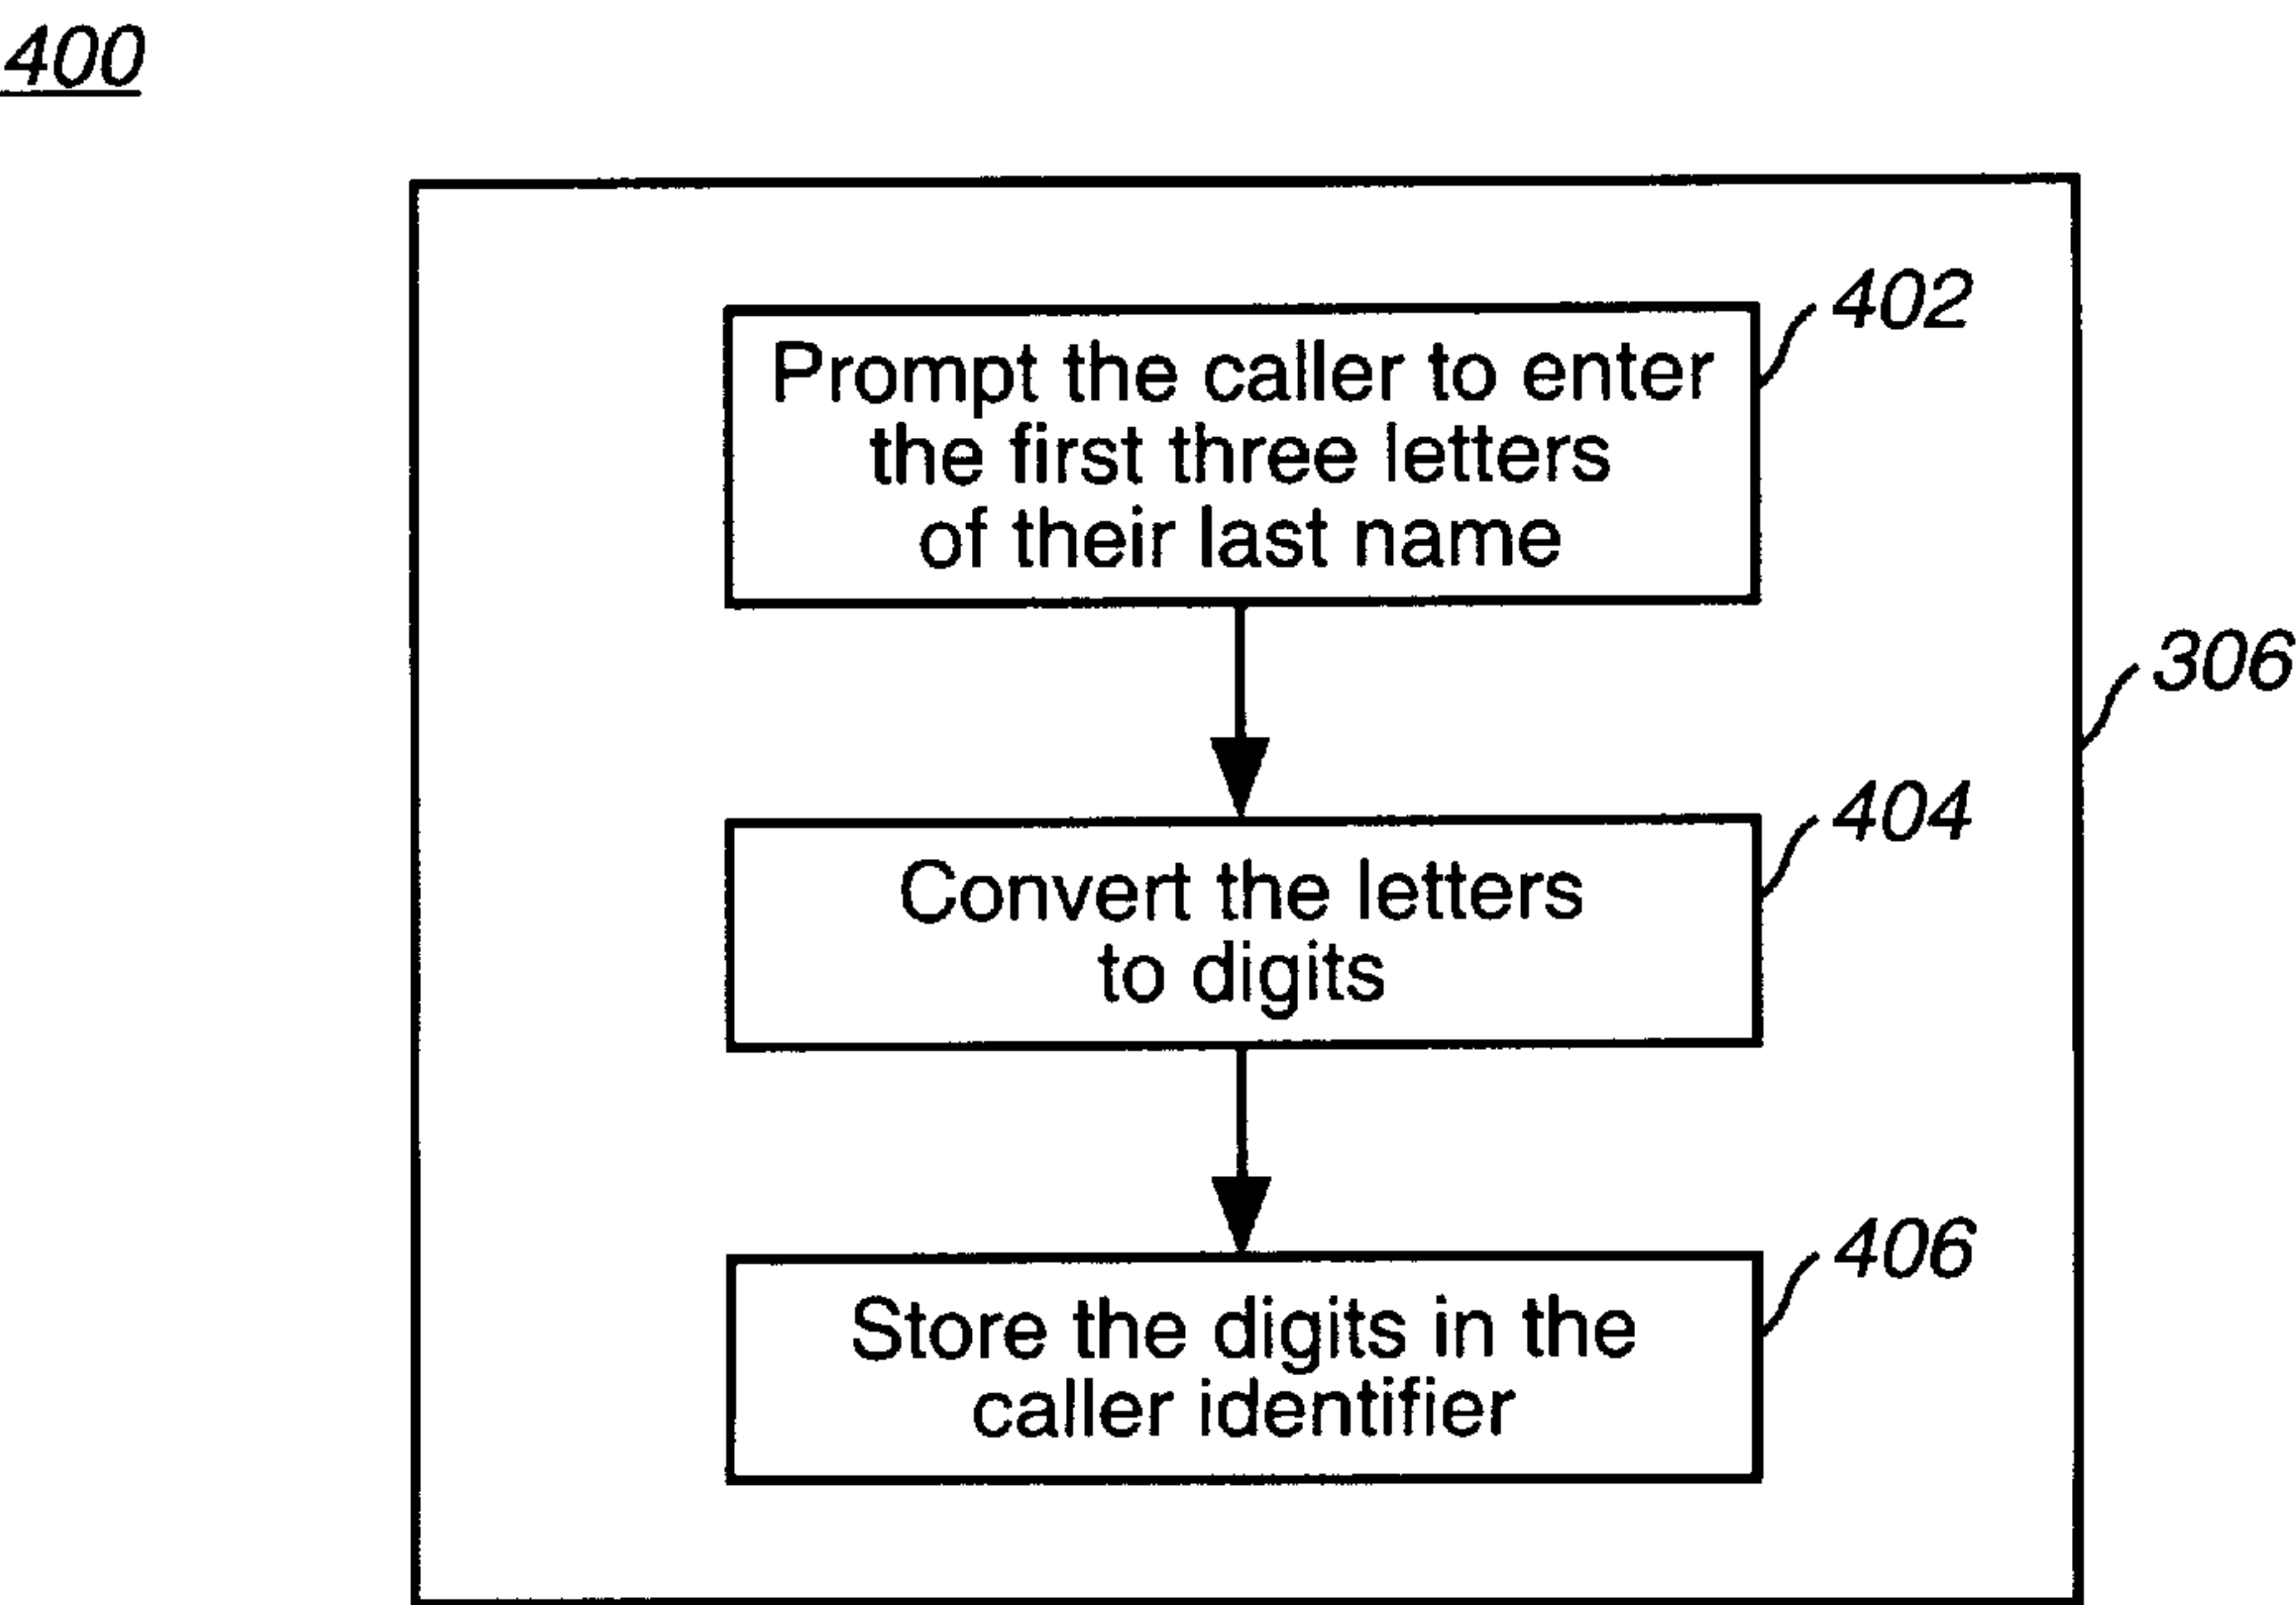 400
Prompt the caller to enter
the first three letters
of their last name
402
306
Convert the letters
to digits
404
Store the digits in the
caller identifier
406